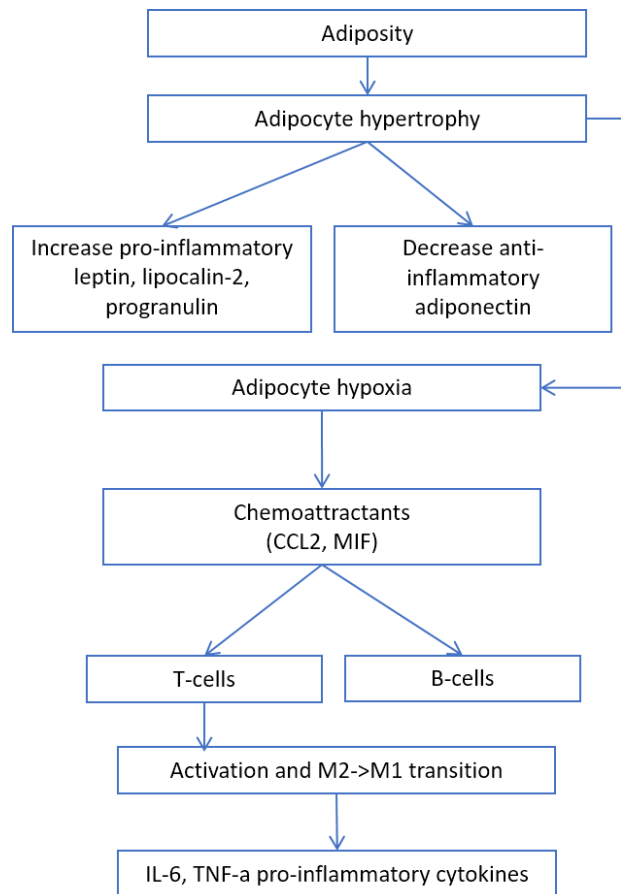 Adiposity
Adipocyte hypertrophy
Increase pro-inflammatory
leptin, lipocalin-2,
progranulin
Decrease anti-
inflammatory
adiponectin
Adipocyte hypoxia
Chemoattractants
(CCL2, MIF)
T-cells
B-cells
Activation and M2->M1 transition
IL-6, TNF-a pro-inflammatory cytokines